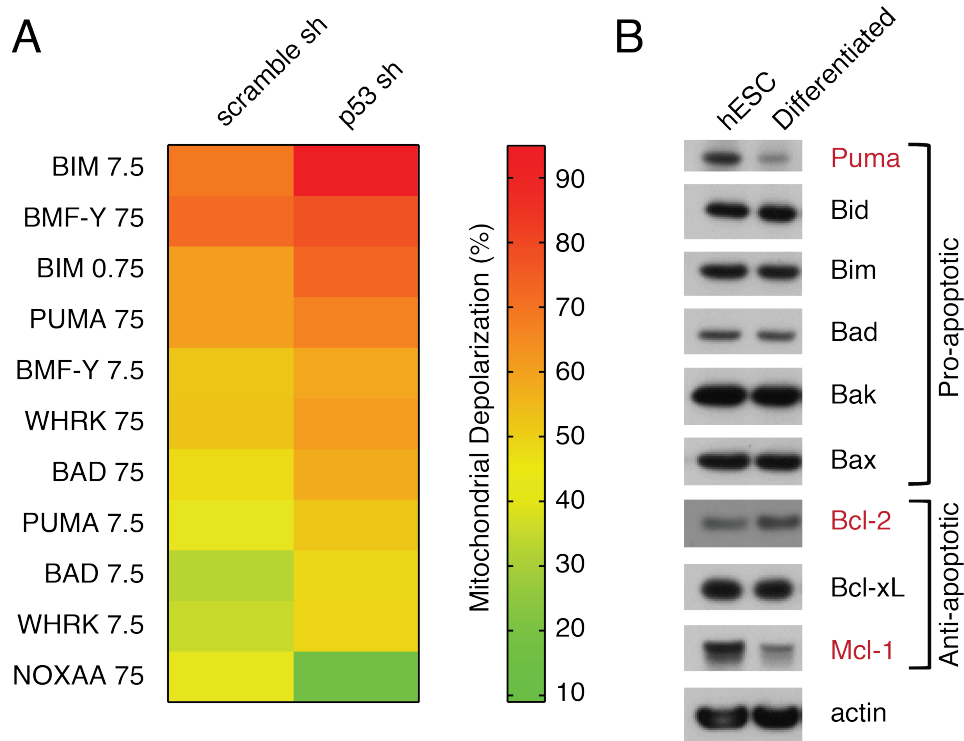 A
scramble sh
p53 sh
BIM 7.5
BMF-Y 75
BIM 0.75
PUMA 75
BMF-Y 7.5
WHRK 75
BAD 75
PUMA 7.5
BAD 7.5
WHRK 7.5
NOXAA 75
Mitochondrial Depolarization (%)
90
80
70
60
50
40
30
20
10
B
hESC
Differentiated
Puma
Bid
Bim
Bad
Bak
Bax
Bcl-2
Bcl-xL
Mcl-1
actin
Pro-apoptotic
Anti-apoptotic